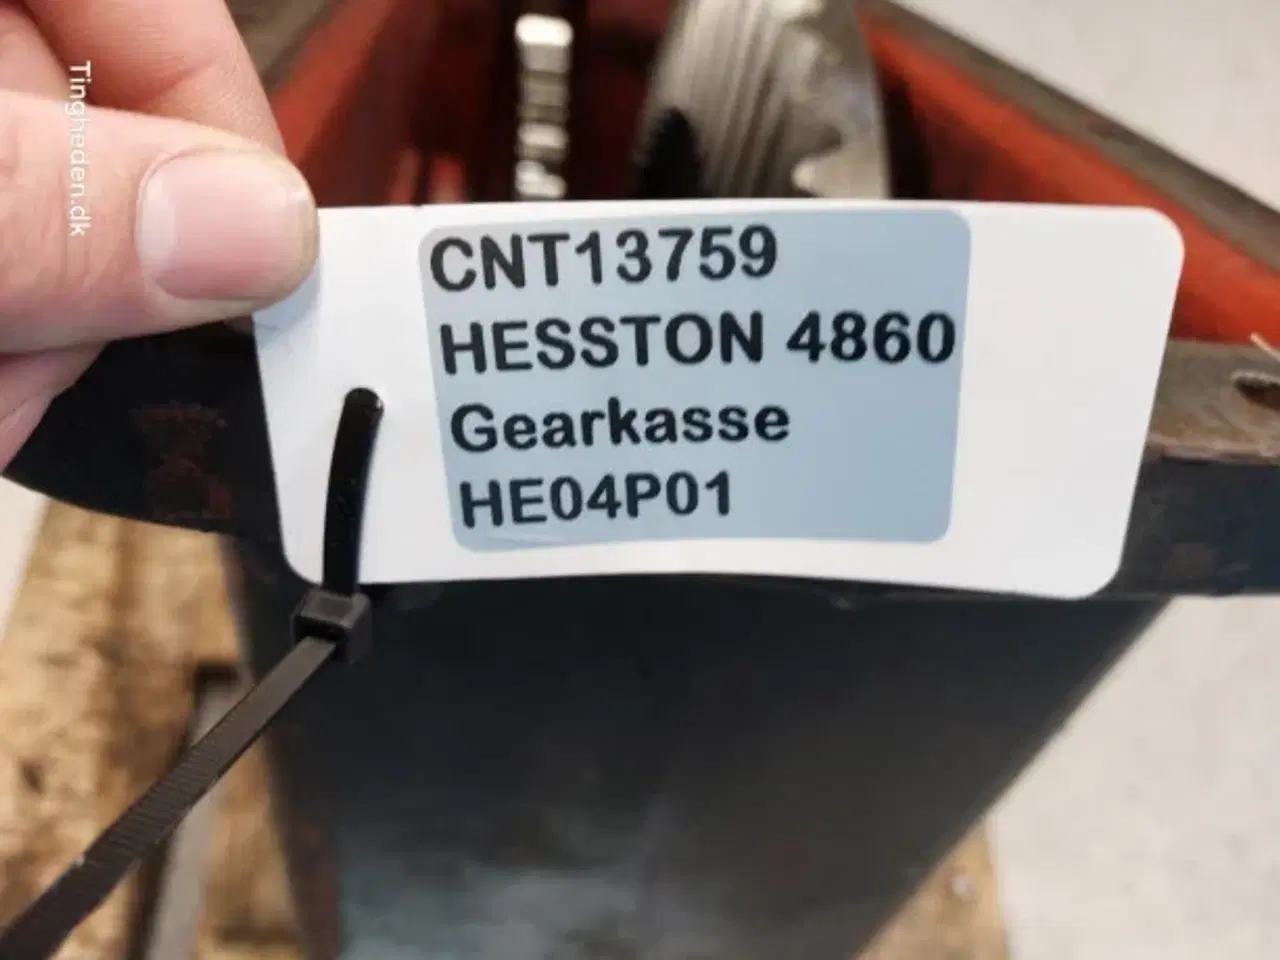 Tingheden.dk
CNT13759
HESSTON 4860
Gearkasse
HE04P01